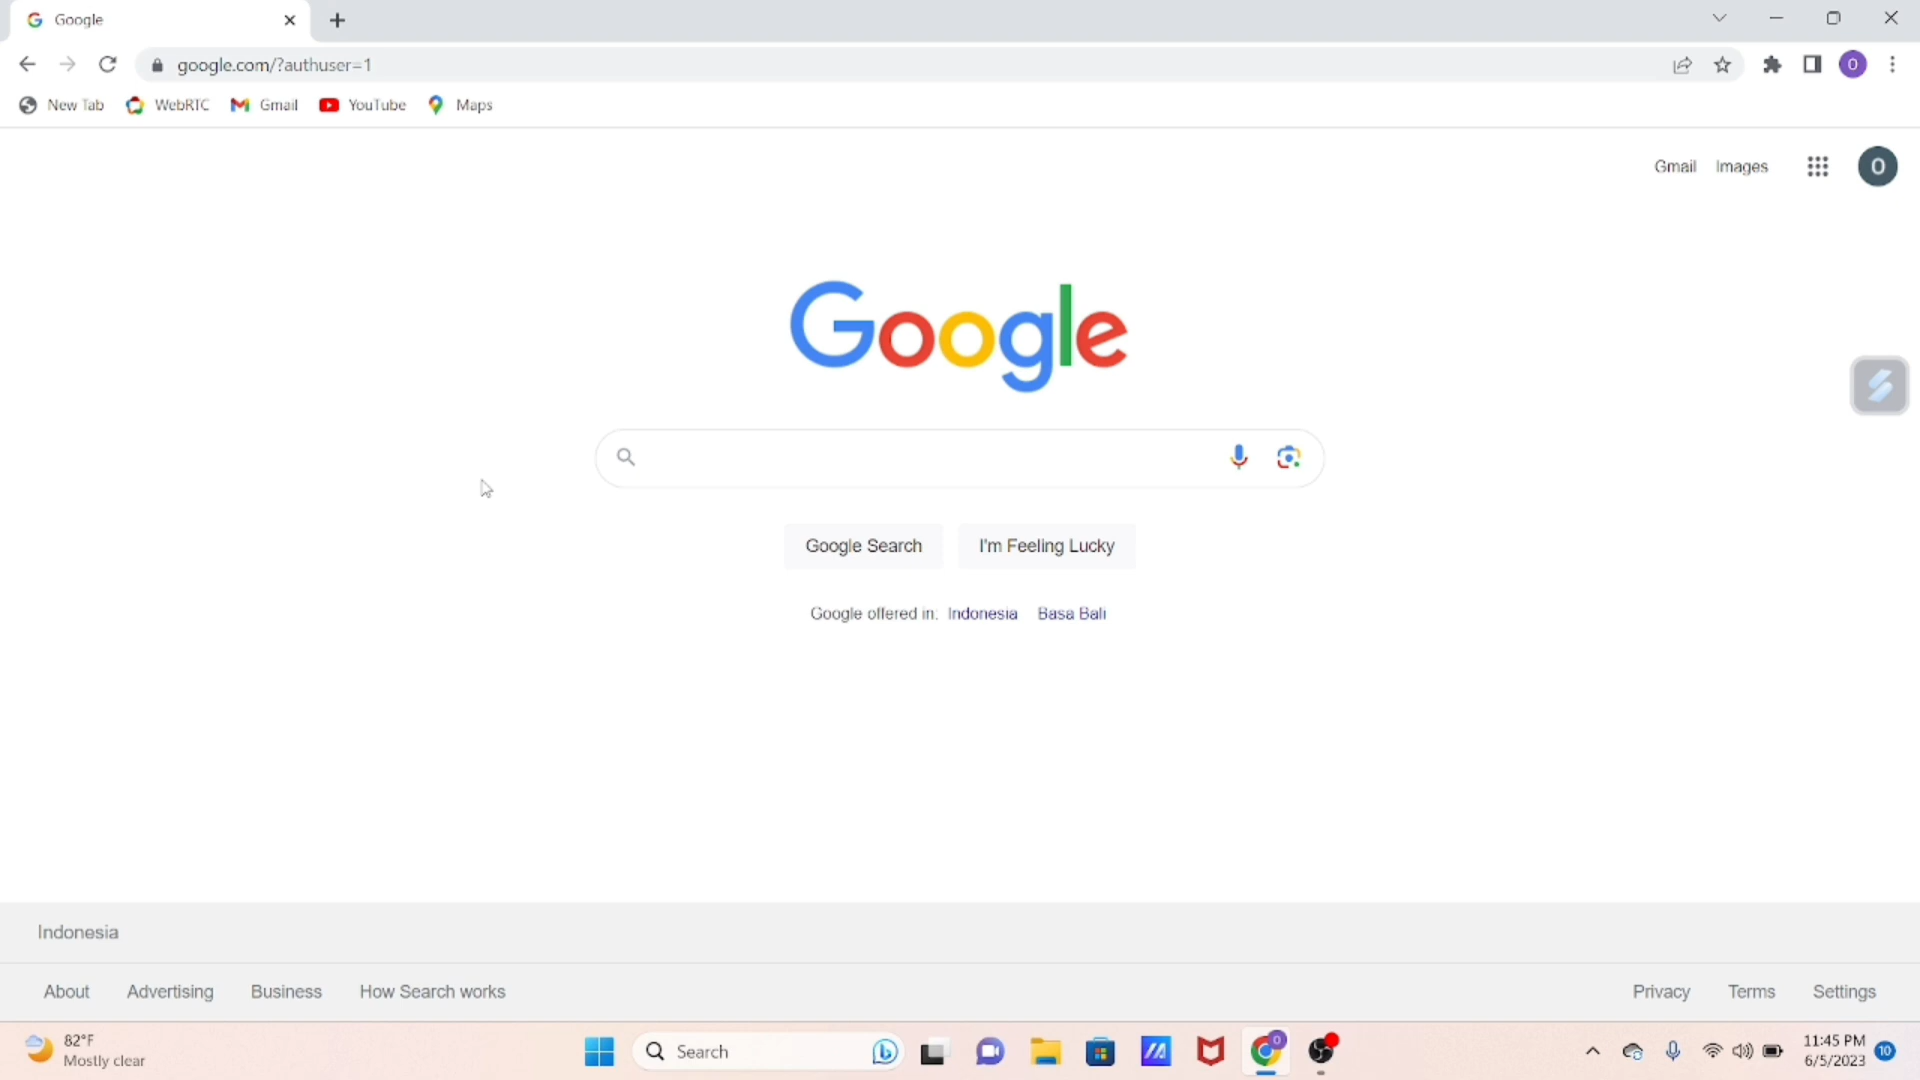 Google
google.com/?authuser=1
O
New Tab WebRTC Gmail YouTube Maps
Gmail Images O
Google
Google Search I'm Feeling Lucky
Google offered in: Indonesia Basa Bali
Indonesia
About Advertising Business How Search works Privacy Terms Settings
82°F
Mostly clear
Search
11:45 PM
6/5/2023
10